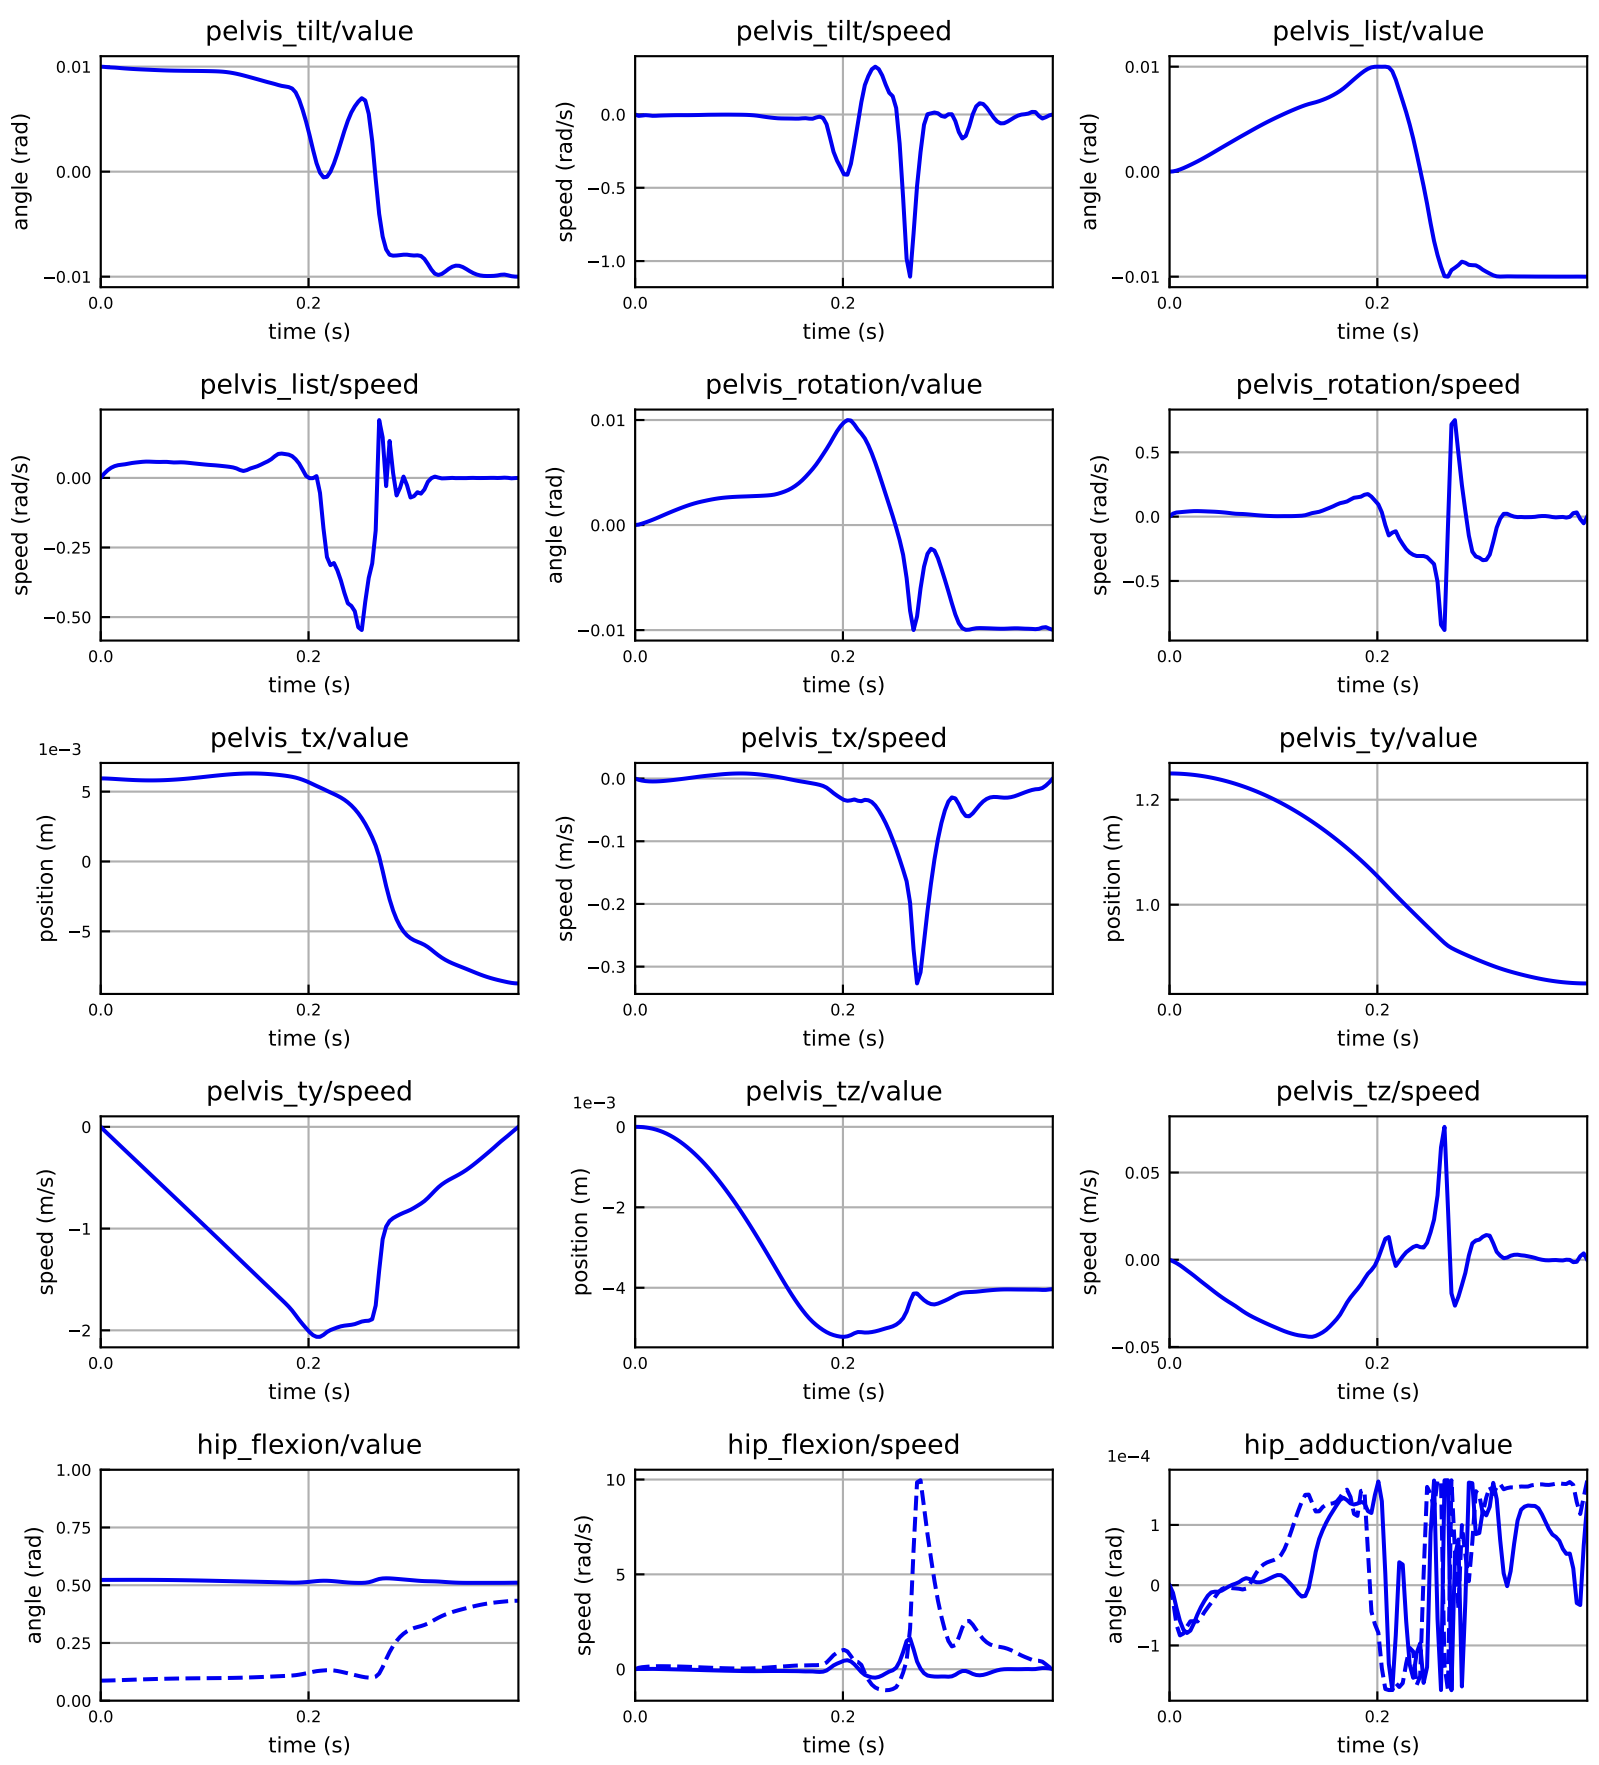 pelvis_tilt/value
angle (rad)
0.01
0.00
−0.01
0.0 0.2
time (s)
pelvis_tilt/speed
speed (rad/s)
0.0
−0.5
−1.0
0.0 0.2
time (s)
pelvis_list/value
angle (rad)
0.01
0.00
−0.01
0.0 0.2
time (s)
pelvis_list/speed
speed (rad/s)
0.00
−0.25
−0.50
0.0 0.2
time (s)
pelvis_rotation/value
angle (rad)
0.01
0.00
−0.01
0.0 0.2
time (s)
pelvis_rotation/speed
speed (rad/s)
0.5
0.0
−0.5
0.0 0.2
time (s)
pelvis_tx/value
1e−3
position (m)
5
0
−5
0.0 0.2
time (s)
pelvis_tx/speed
speed (m/s)
0.0
−0.1
−0.2
−0.3
0.0 0.2
time (s)
pelvis_ty/value
position (m)
1.2
1.0
0.0 0.2
time (s)
pelvis_ty/speed
speed (m/s)
0
−1
−2
0.0 0.2
time (s)
pelvis_tz/value
1e−3
position (m)
0
−2
−4
0.0 0.2
time (s)
pelvis_tz/speed
speed (m/s)
0.05
0.00
−0.05
0.0 0.2
time (s)
hip_flexion/value
angle (rad)
1.00
0.75
0.50
0.25
0.00
0.0 0.2
time (s)
hip_flexion/speed
speed (rad/s)
10
5
0
0.0 0.2
time (s)
hip_adduction/value
1e−4
angle (rad)
1
0
−1
0.0 0.2
time (s)